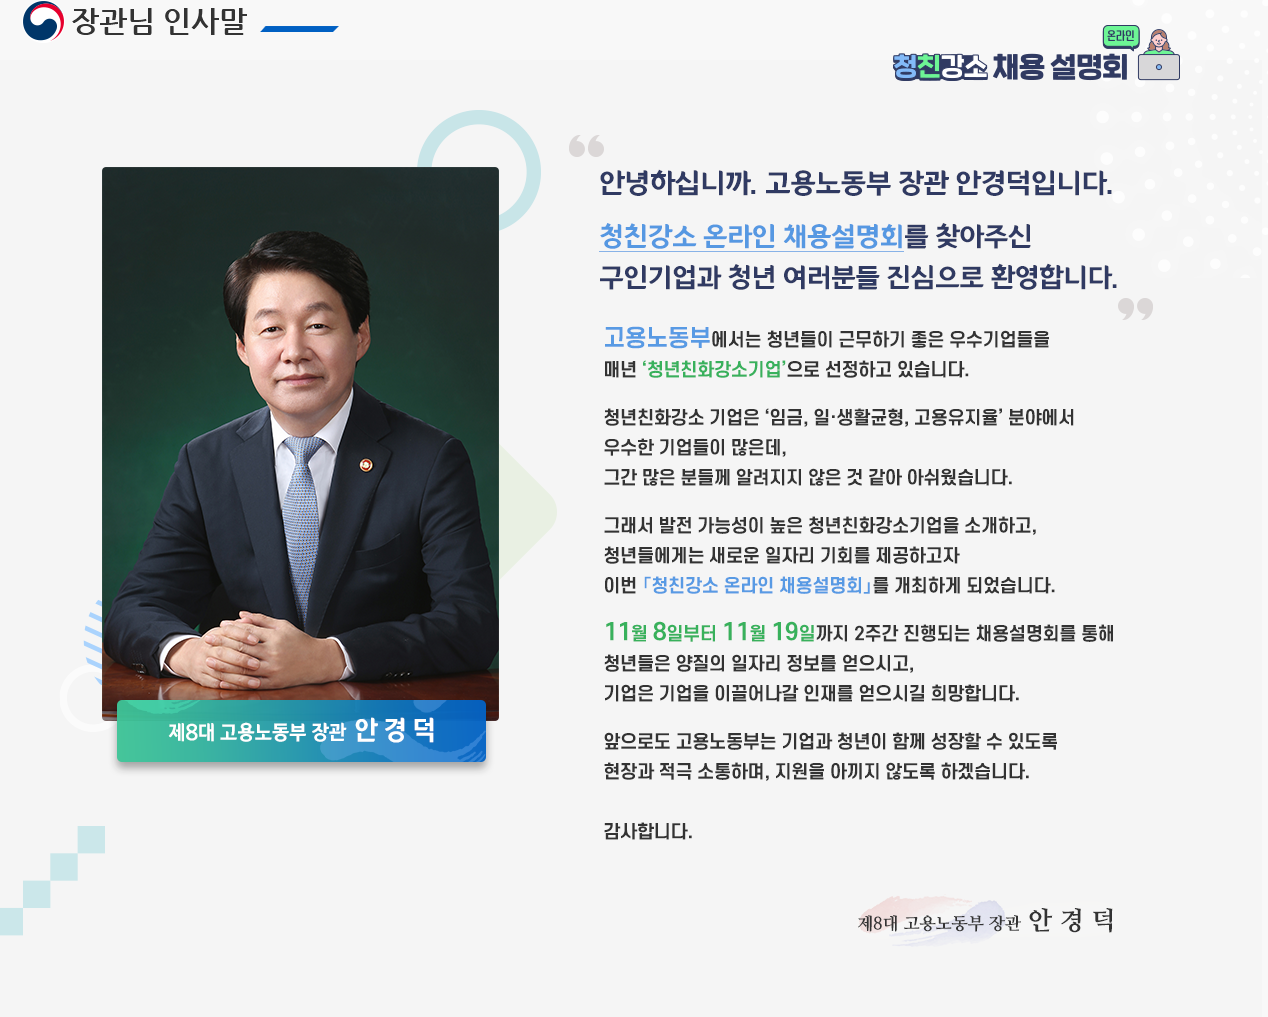 장관님 인사말
온라인
청친강소 채용 설명회
안녕하십니까. 고용노동부 장관 안경덕입니다.
청친강소 온라인 채용설명회를 찾아주신
구인기업과 청년 여러분들 진심으로 환영합니다.
고용노동부에서는 청년들이 근무하기 좋은 우수기업들을
매년 ‘청년친화강소기업’으로 선정하고 있습니다.
청년친화강소 기업은 ‘임금, 일·생활균형, 고용유지율’ 분야에서
우수한 기업들이 많은데,
그간 많은 분들께 알려지지 않은 것 같아 아쉬웠습니다.
그래서 발전 가능성이 높은 청년친화강소기업을 소개하고,
청년들에게는 새로운 일자리 기회를 제공하고자
이번 「청친강소 온라인 채용설명회」를 개최하게 되었습니다.
11월 8일부터 11월 19일까지 2주간 진행되는 채용설명회를 통해
청년들은 양질의 일자리 정보를 얻으시고,
기업은 기업을 이끌어나갈 인재를 얻으시길 희망합니다.
앞으로도 고용노동부는 기업과 청년이 함께 성장할 수 있도록
현장과 적극 소통하며, 지원을 아끼지 않도록 하겠습니다.
감사합니다.
제8대 고용노동부 장관 안 경 덕
제8대 고용노동부 장관 안 경 덕